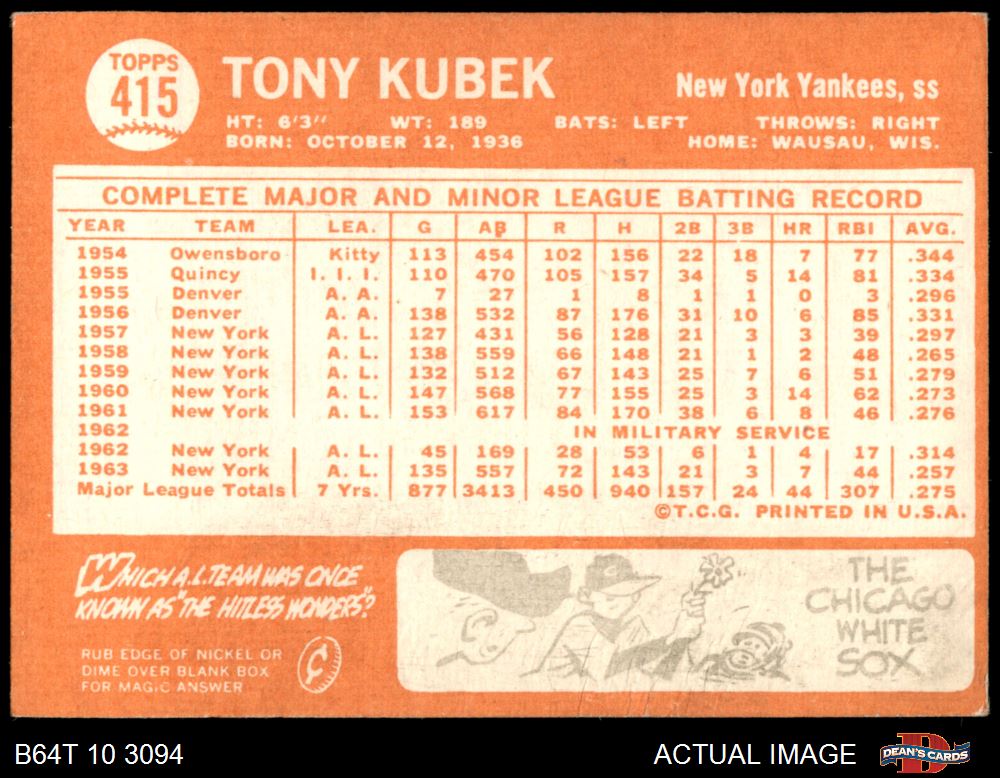 TOPPS
415
TONY KUBEK
New York Yankees, ss
HT: 6'3" WT: 189 BATS: LEFT THROWS: RIGHT
BORN: OCTOBER 12, 1936 HOME: WAUSAU, WIS.
COMPLETE MAJOR AND MINOR LEAGUE BATTING RECORD
YEAR TEAM LEA. G AB R H 2B 3B HR RBI AVG.
1954 Owensboro Kitty 113 454 102 156 22 18 7 77 .344
1955 Quincy I. I. I. 110 470 105 157 34 5 14 81 .334
1955 Denver A. A. 7 27 1 8 1 1 0 3 .296
1956 Denver A. A. 138 532 87 176 31 10 6 85 .331
1957 New York A. L. 127 431 56 128 21 3 3 39 .297
1958 New York A. L. 138 559 66 148 21 1 2 48 .265
1959 New York A. L. 132 512 67 143 25 7 6 51 .279
1960 New York A. L. 147 568 77 155 25 3 14 62 .273
1961 New York A. L. 153 617 84 170 38 6 8 46 .276
1962 IN MILITARY SERVICE
1962 New York A. L. 45 169 28 53 6 1 4 17 .314
1963 New York A. L. 135 557 72 143 21 3 7 44 .257
Major League Totals 7 Yrs. 877 3413 450 940 157 24 44 307 .275
©T.C.G. PRINTED IN U.S.A.
WHICH A.L. TEAM WAS ONCE
KNOWN AS "THE HITLESS WONDERS"?
RUB EDGE OF NICKEL OR
DIME OVER BLANK BOX
FOR MAGIC ANSWER
¢
THE
CHICAGO
WHITE
SOX
B64T 10 3094
ACTUAL IMAGE
DEAN'S CARDS